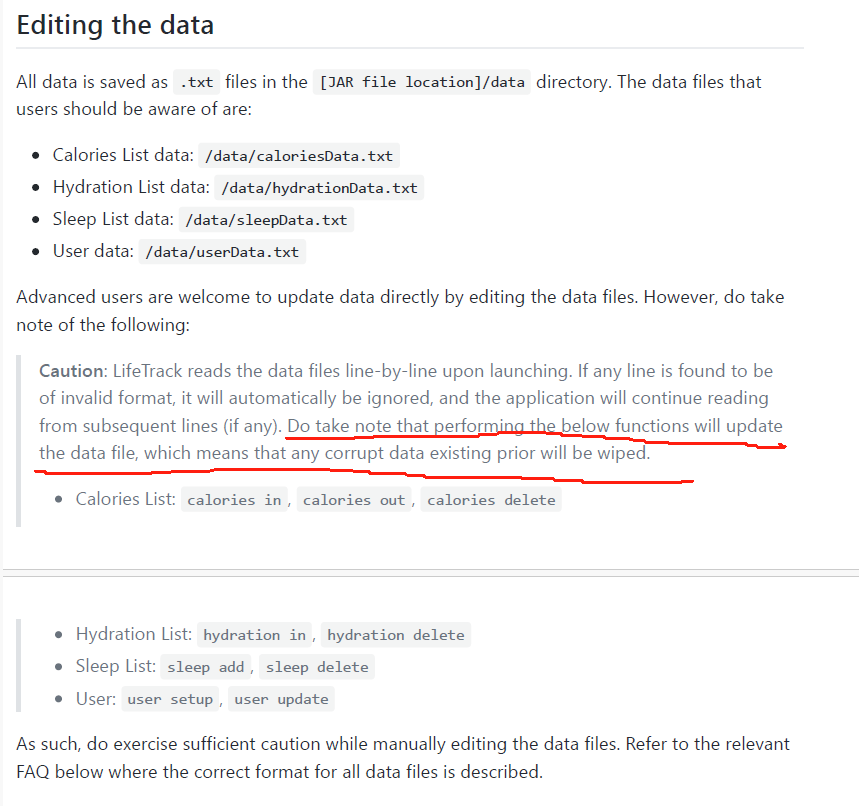 Editing the data
All data is saved as .txt files in the [JAR file location]/data directory. The data files that
users should be aware of are:
• Calories List data: /data/caloriesData.txt
• Hydration List data: /data/hydrationData.txt
• Sleep List data: /data/sleepData.txt
• User data: /data/userData.txt
Advanced users are welcome to update data directly by editing the data files. However, do take
note of the following:
Caution: LifeTrack reads the data files line-by-line upon launching. If any line is found to be
of invalid format, it will automatically be ignored, and the application will continue reading
from subsequent lines (if any). Do take note that performing the below functions will update
the data file, which means that any corrupt data existing prior will be wiped.
• Calories List: calories in, calories out, calories delete
• Hydration List: hydration in, hydration delete
• Sleep List: sleep add, sleep delete
• User: user setup, user update
As such, do exercise sufficient caution while manually editing the data files. Refer to the relevant
FAQ below where the correct format for all data files is described.